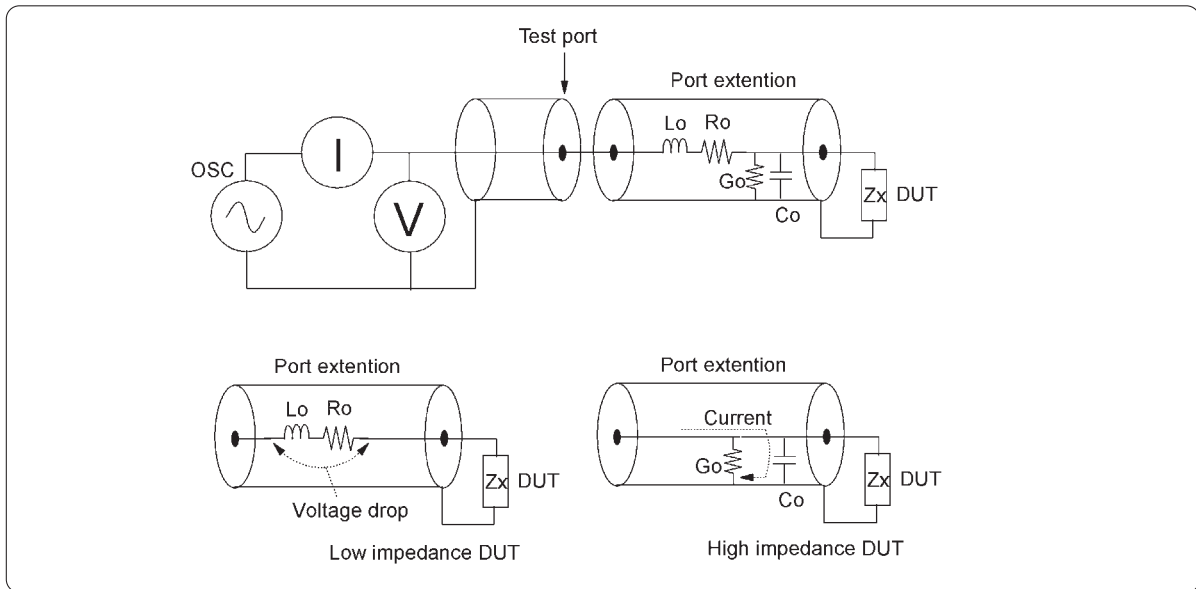 Test port
Port extention
Lo Ro
OSC
I
V
Go
Co
Zx DUT
Port extention
Lo Ro
Zx DUT
Voltage drop
Low impedance DUT
Port extention
Current
Go
Co
Zx DUT
High impedance DUT